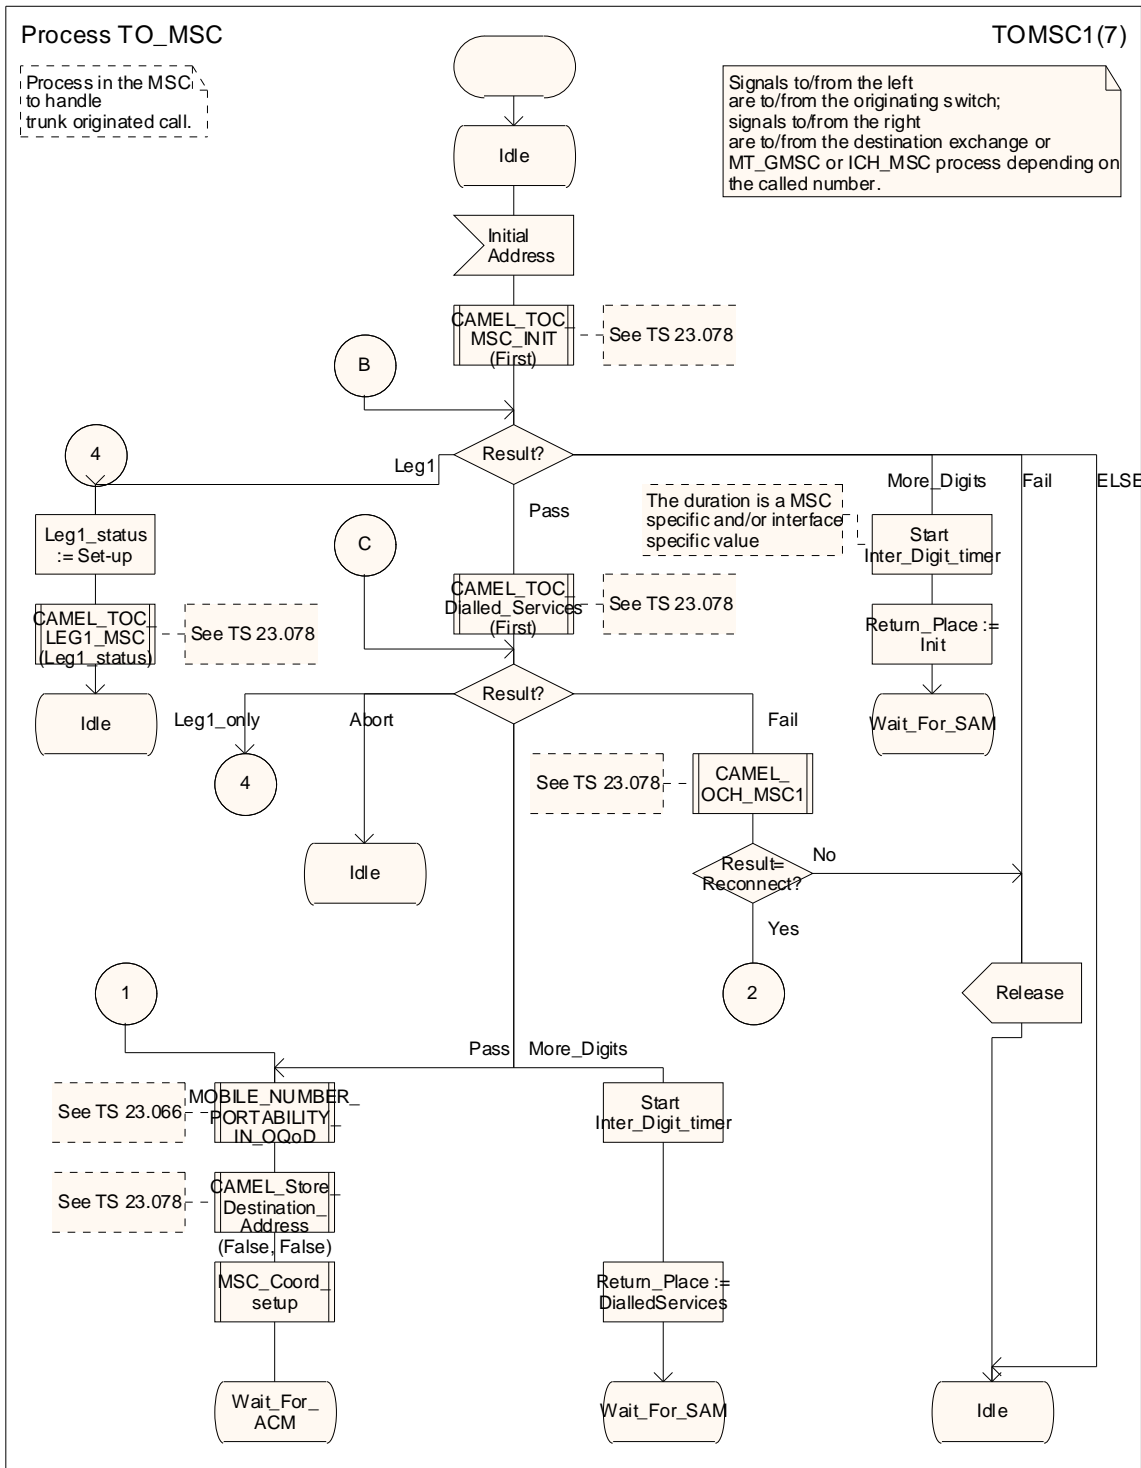 Process TO_MSC
TOMSC1(7)
Process in the MSC
to handle
trunk originated call.
Signals to/from the left
are to/from the originating switch;
signals to/from the right
are to/from the destination exchange or
MT_GMSC or ICH_MSC process depending on
the called number.
Idle
Initial
Address
CAMEL_TOC_
MSC_INIT
(First)
See TS 23.078
B
4
Result?
Leg1
More_Digits
Fail
ELSE
Pass
The duration is a MSC
specific and/or interface
specific value
Leg1_status
:= Set-up
C
Start
Inter_Digit_timer
CAMEL_TOC_
LEG1_MSC
(Leg1_status)
See TS 23.078
CAMEL_TOC_
Dialled_Services
(First)
See TS 23.078
Return_Place :=
Init
Idle
Result?
Leg1_only
Abort
Fail
Wait_For_SAM
4
See TS 23.078
CAMEL_
OCH_MSC1
Idle
Result=
Reconnect?
No
Yes
1
2
Release
Pass
More_Digits
See TS 23.066
MOBILE_NUMBER_
PORTABILITY_
IN_OQoD
Start
Inter_Digit_timer
See TS 23.078
CAMEL_Store_
Destination_
Address
(False, False)
MSC_Coord_
setup
Return_Place :=
DialledServices
Wait_For_
ACM
Wait_For_SAM
Idle